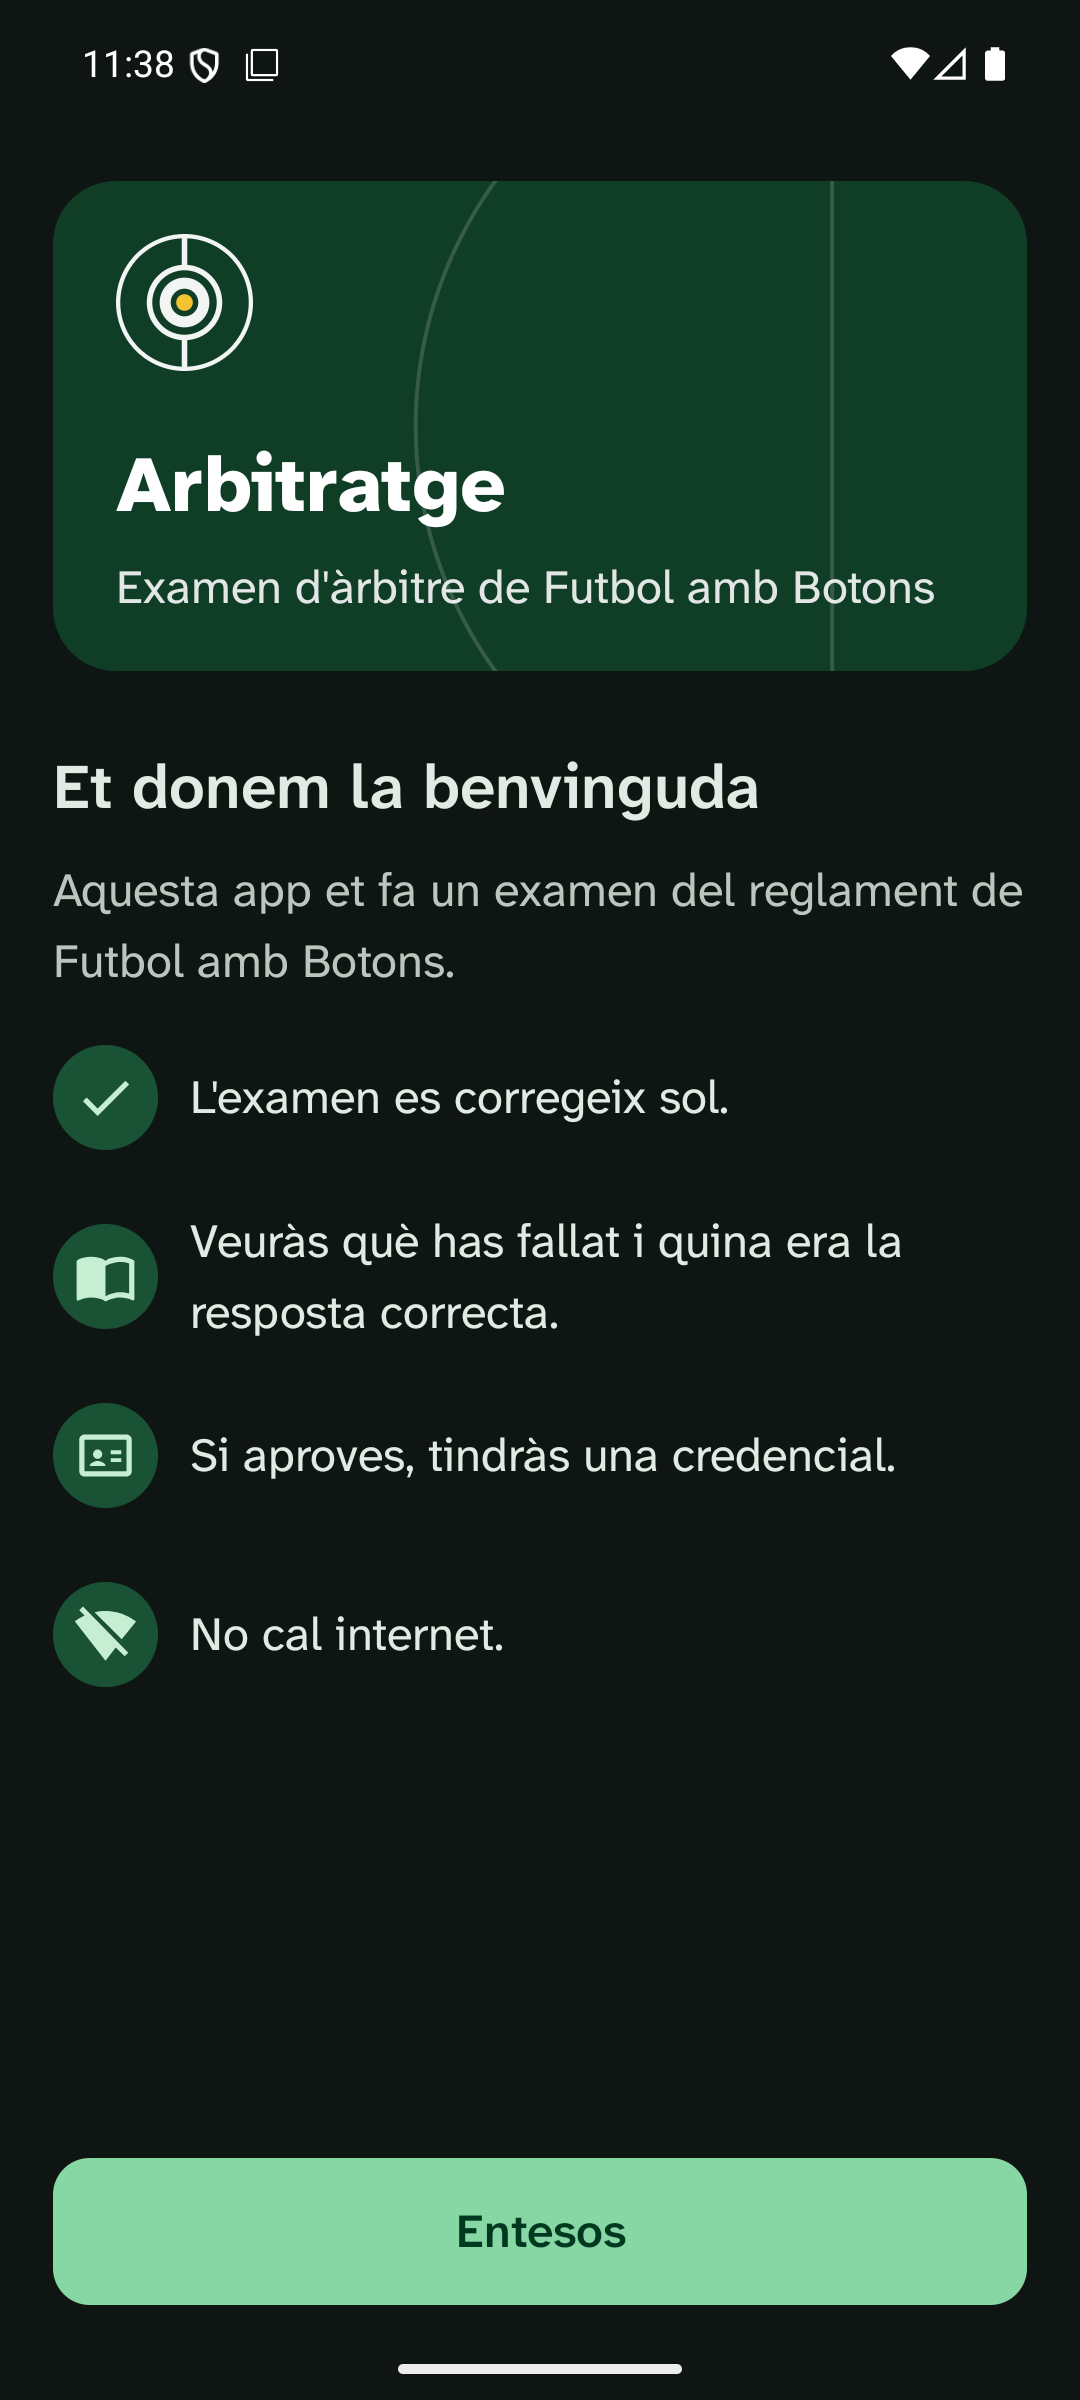 11:38
Arbitratge
Examen d'àrbitre de Futbol amb Botons
Et donem la benvinguda
Aquesta app et fa un examen del reglament de
Futbol amb Botons.
L'examen es corregeix sol.
Veuràs què has fallat i quina era la
resposta correcta.
Si aproves, tindràs una credencial.
No cal internet.
Entesos